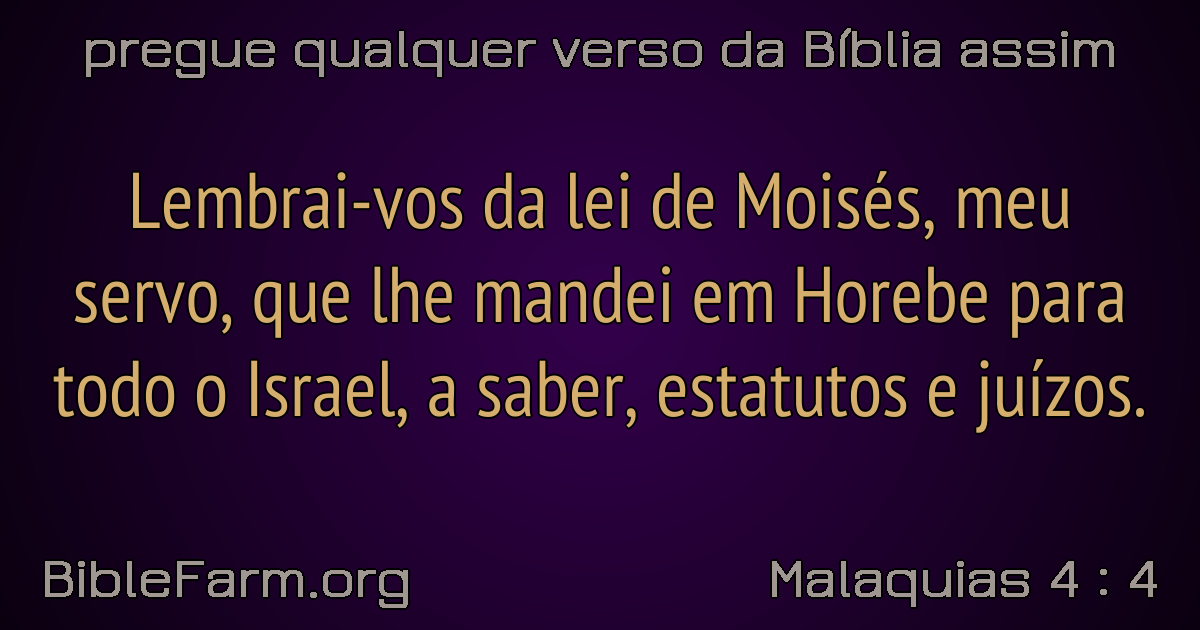 pregue qualquer verso da Bíblia assim
Lembrai-vos da lei de Moisés, meu
servo, que lhe mandei em Horebe para
todo o Israel, a saber, estatutos e juízos.
BibleFarm.org
Malaquias 4 : 4